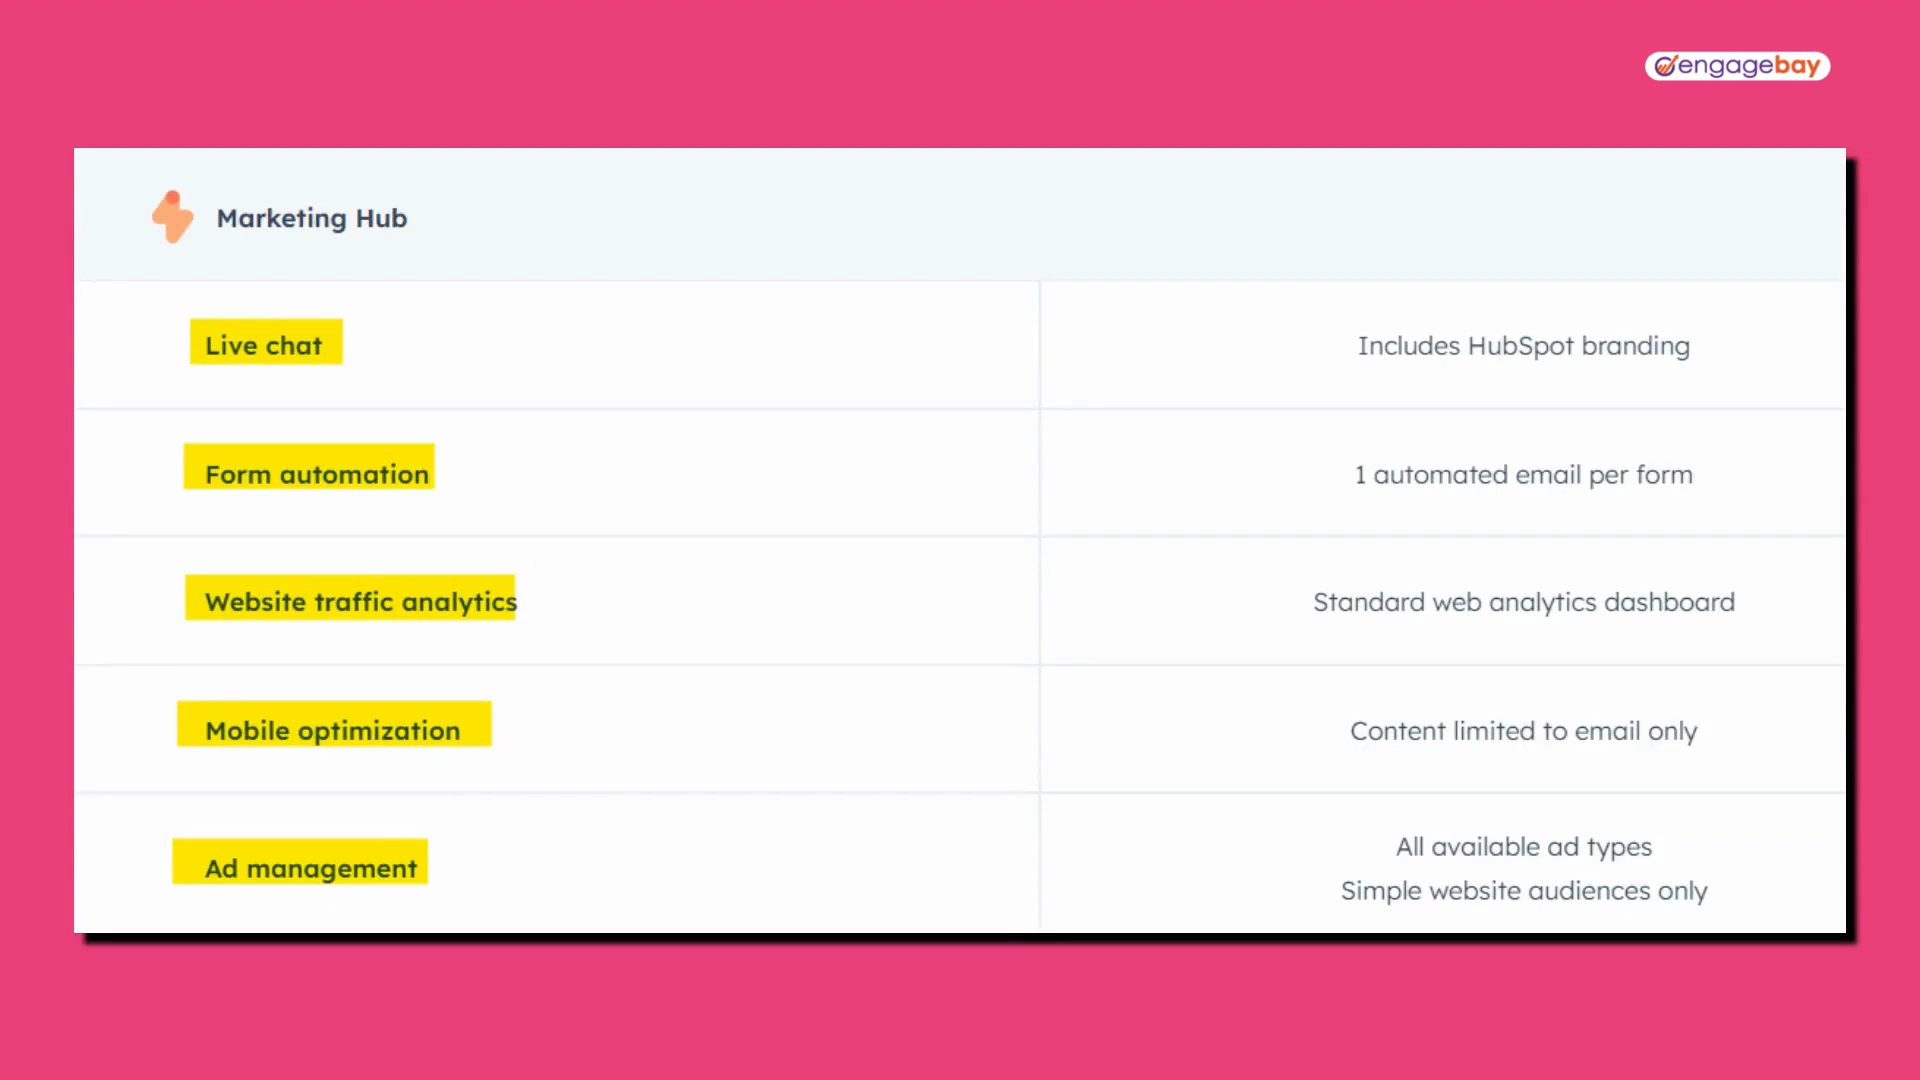 engagebay
Marketing Hub
Live chat
Includes HubSpot branding
Form automation
1 automated email per form
Website traffic analytics
Standard web analytics dashboard
Mobile optimization
Content limited to email only
Ad management
All available ad types
Simple website audiences only